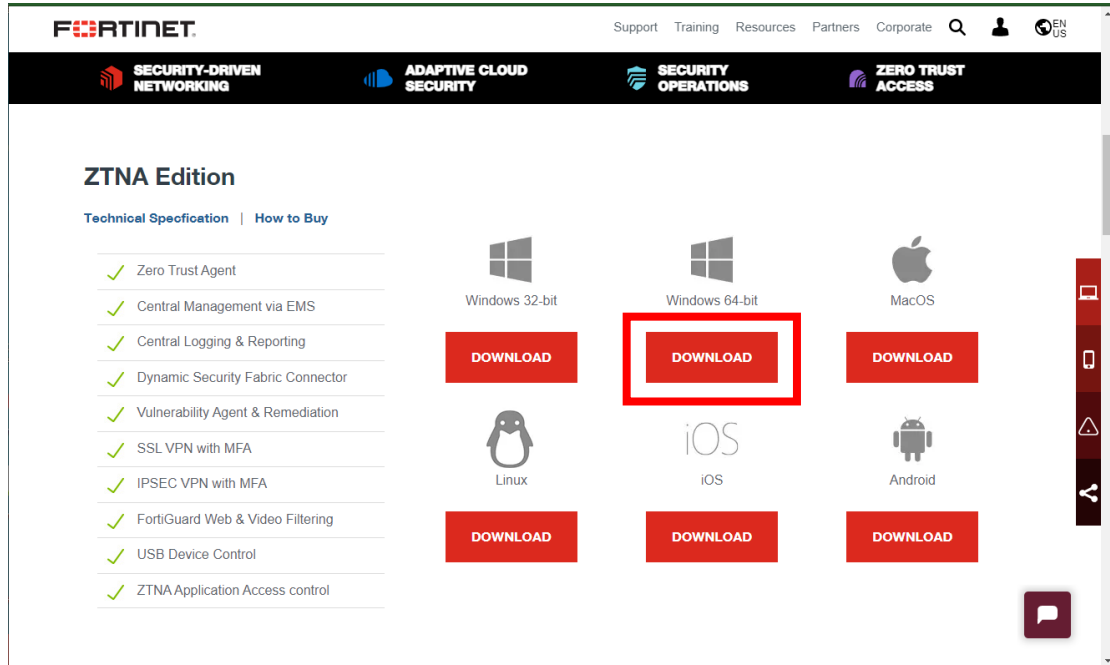 FORTINET
Support Training Resources Partners Corporate EN
US
SECURITY-DRIVEN
NETWORKING
ADAPTIVE CLOUD
SECURITY
SECURITY
OPERATIONS
ZERO TRUST
ACCESS
ZTNA Edition
Technical Specfication | How to Buy
Zero Trust Agent
Central Management via EMS
Central Logging & Reporting
Dynamic Security Fabric Connector
Vulnerability Agent & Remediation
SSL VPN with MFA
IPSEC VPN with MFA
FortiGuard Web & Video Filtering
USB Device Control
ZTNA Application Access control
Windows 32-bit
DOWNLOAD
Windows 64-bit
DOWNLOAD
MacOS
DOWNLOAD
Linux
DOWNLOAD
iOS
iOS
DOWNLOAD
Android
DOWNLOAD